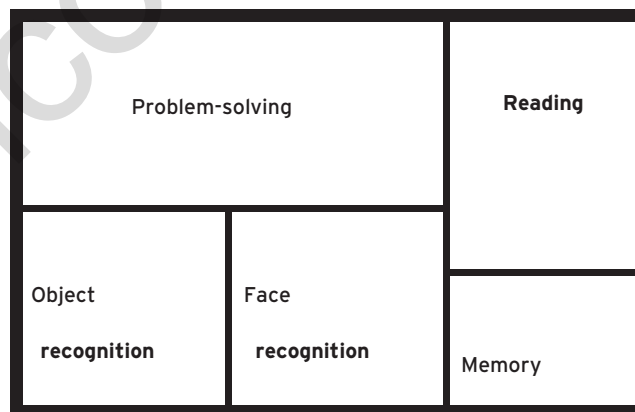 Problem-solving
Reading
Object
recognition
Face
recognition
Memory